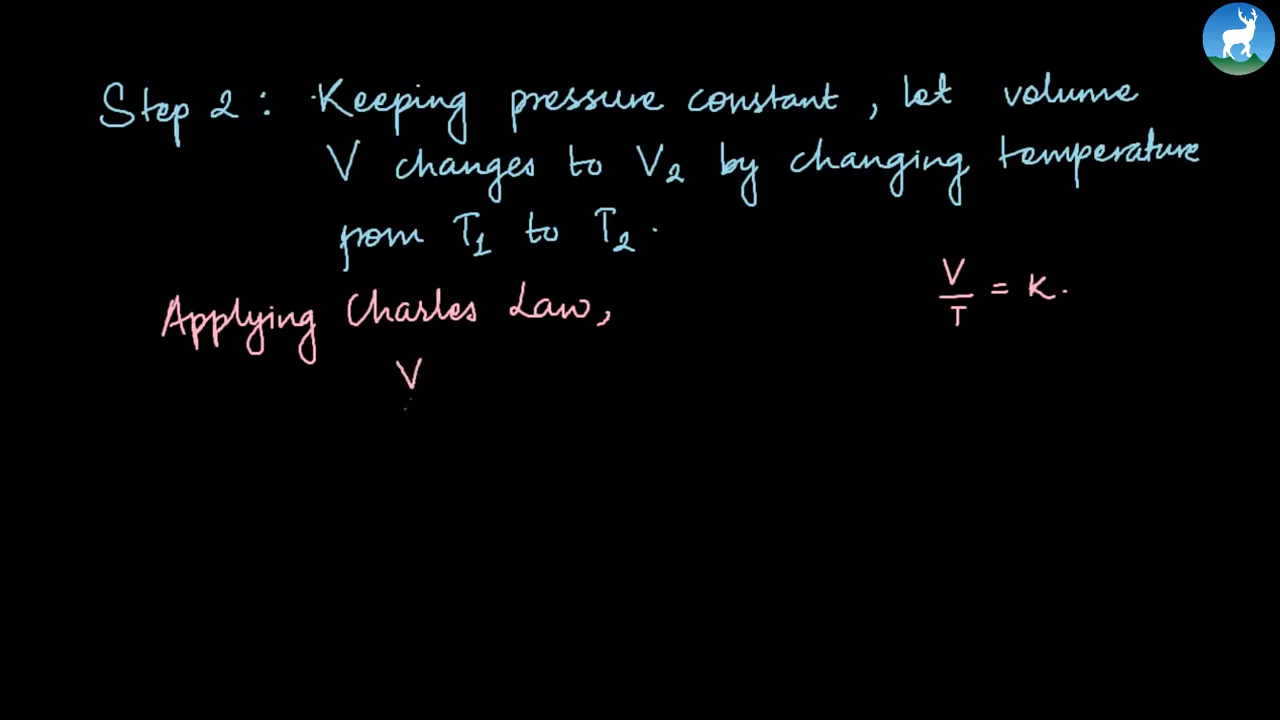 Step 2 : Keeping pressure constant, let volume
V changes to V₂ by changing temperature
from T₁ to T₂.
Applying Charles Law,
V/T = K.
V